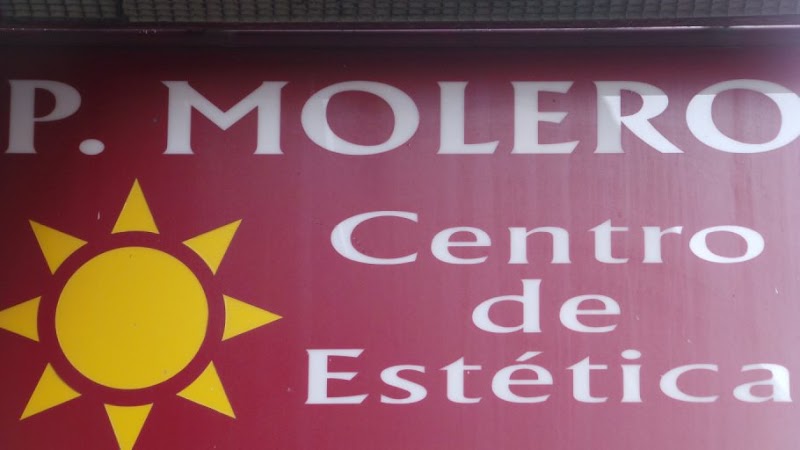 P. MOLERO
Centro
de
Estética